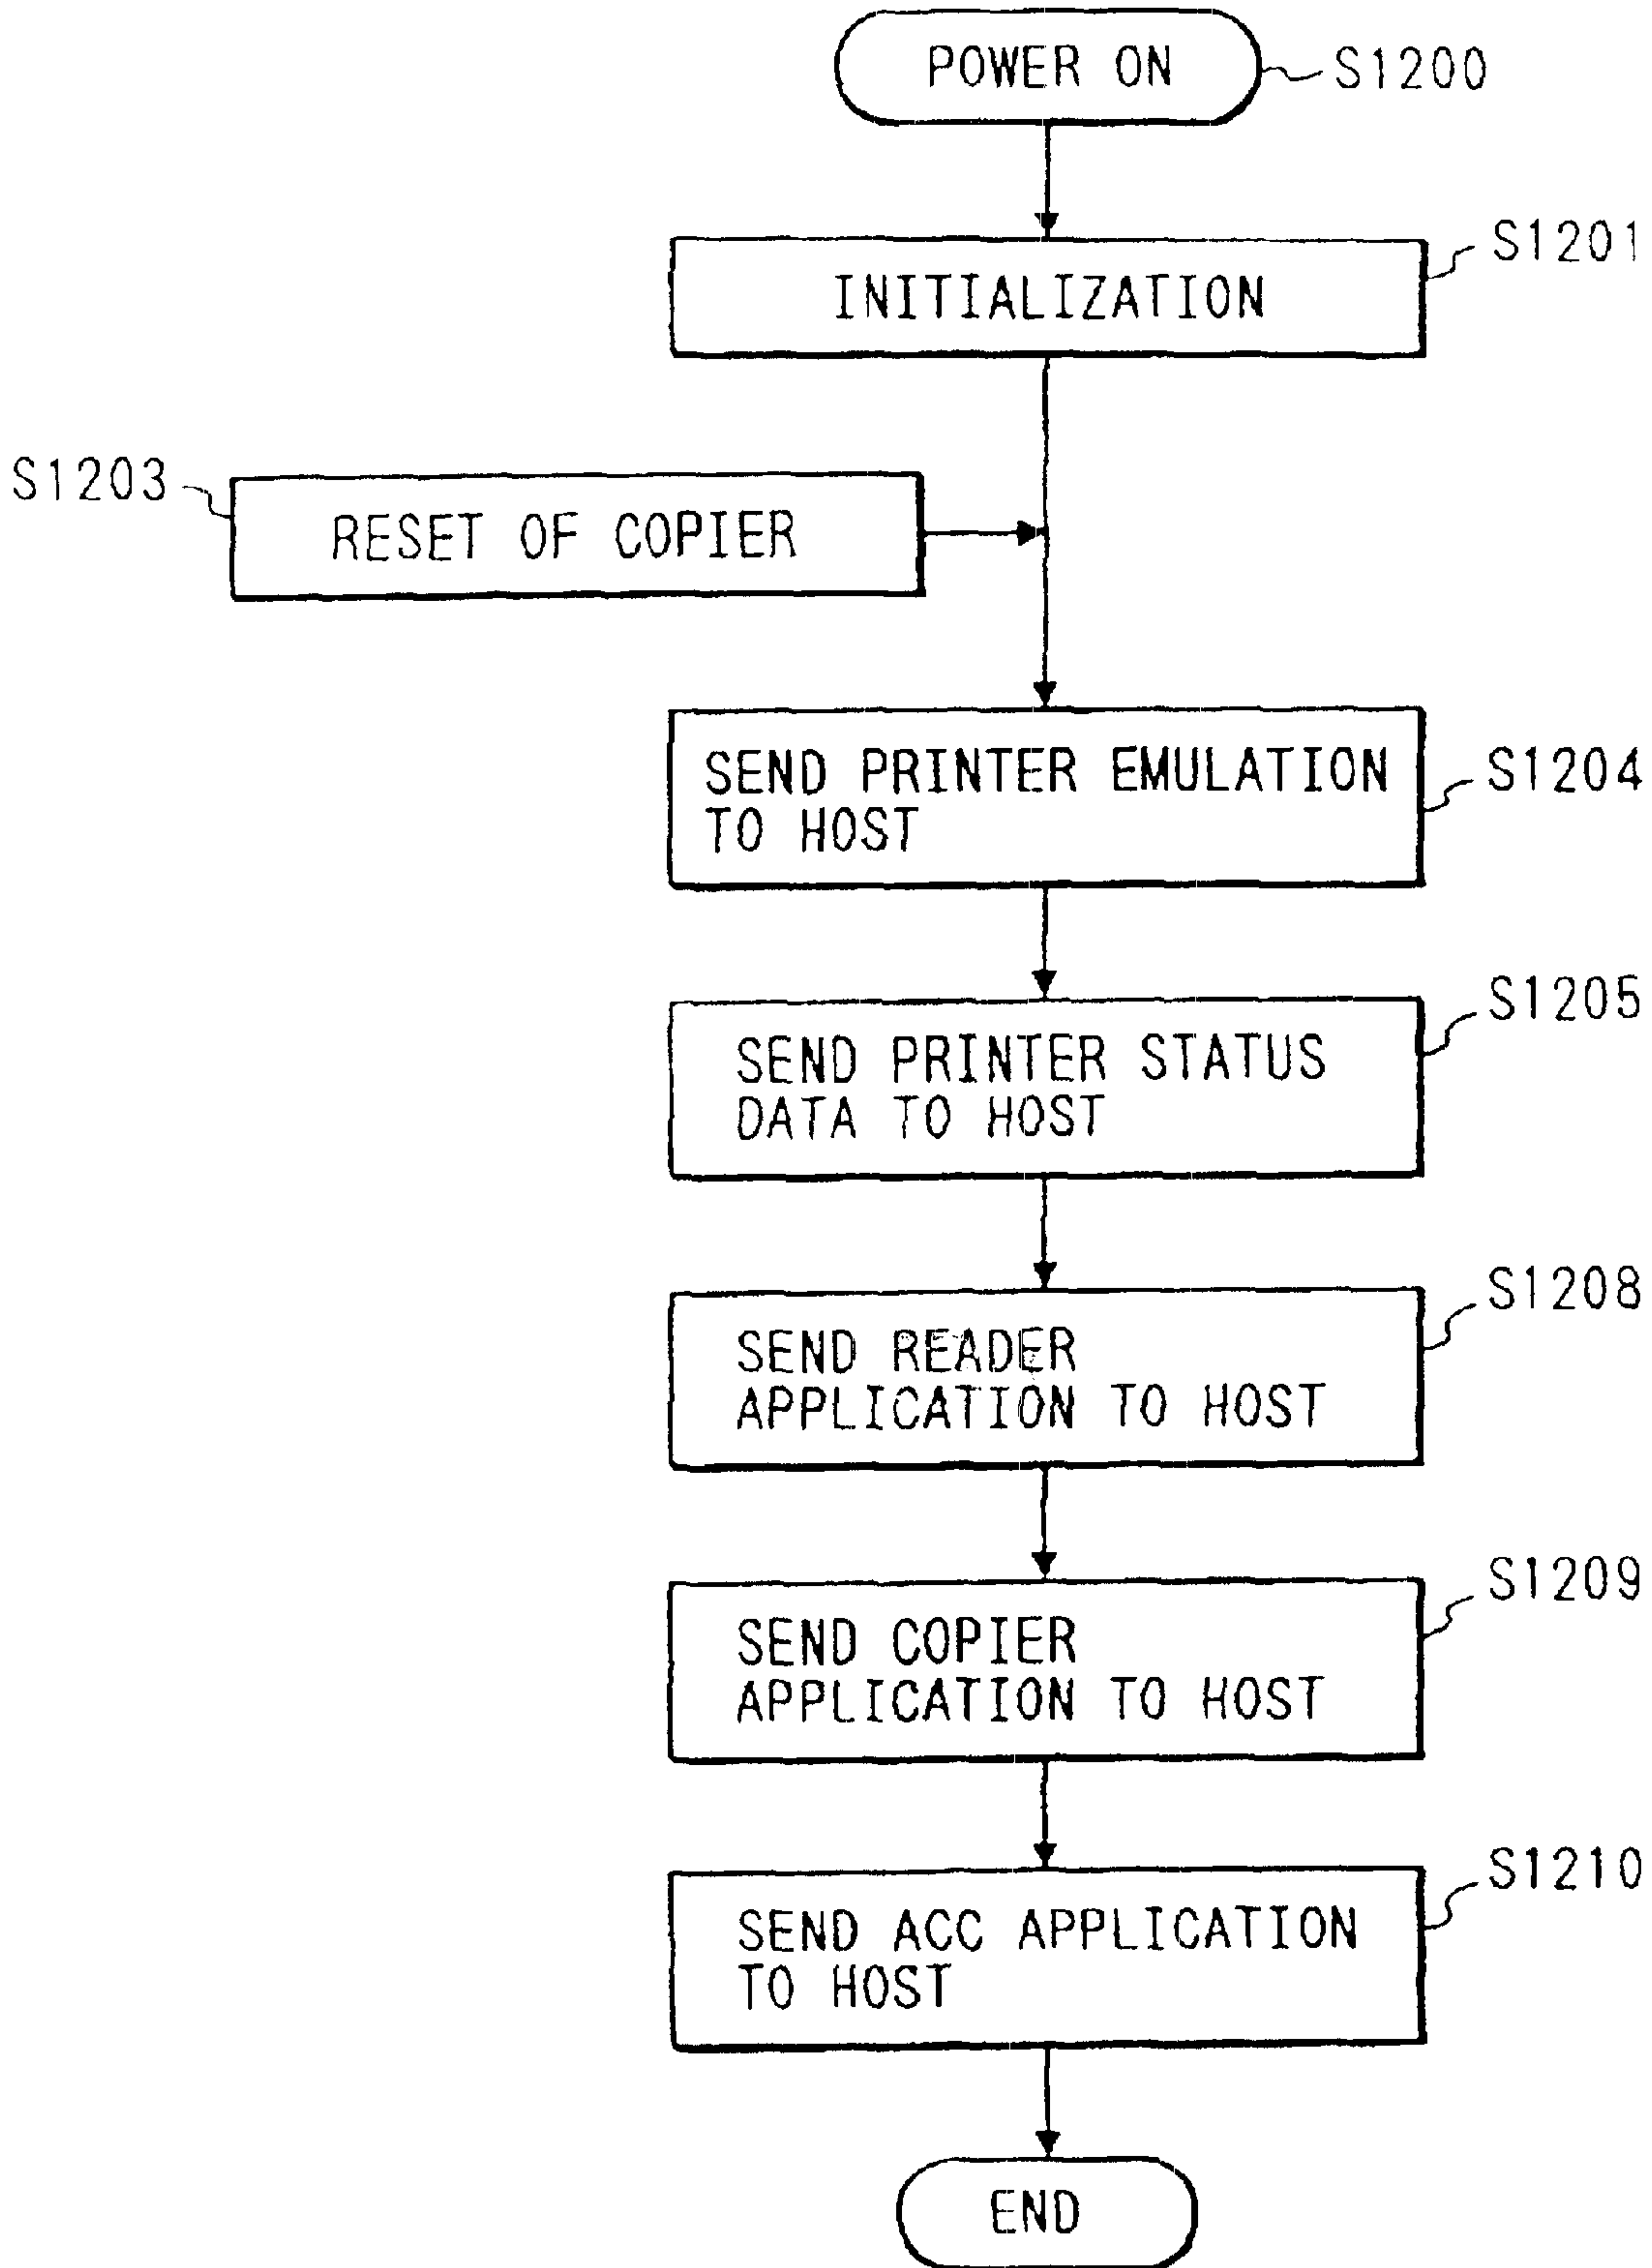 POWER ON
S1200
INITIALIZATION
S1201
S1203
RESET OF COPIER
SEND PRINTER EMULATION
TO HOST
S1204
SEND PRINTER STATUS
DATA TO HOST
S1205
SEND READER
APPLICATION TO HOST
S1208
SEND COPIER
APPLICATION TO HOST
S1209
SEND ACC APPLICATION
TO HOST
S1210
END